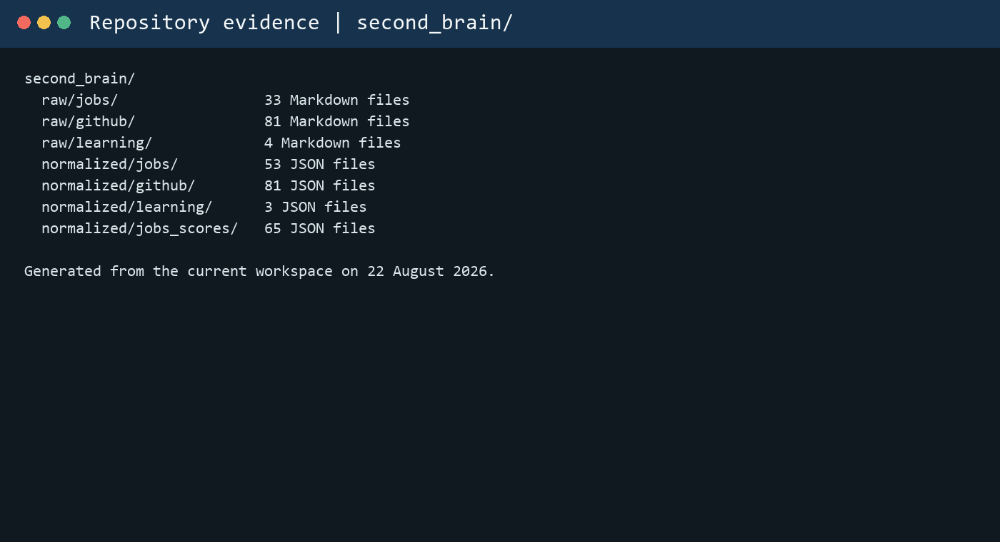 Repository evidence | second_brain/
second_brain/
raw/jobs/ 33 Markdown files
raw/github/ 81 Markdown files
raw/learning/ 4 Markdown files
normalized/jobs/ 53 JSON files
normalized/github/ 81 JSON files
normalized/learning/ 3 JSON files
normalized/jobs_scores/ 65 JSON files
Generated from the current workspace on 22 August 2026.